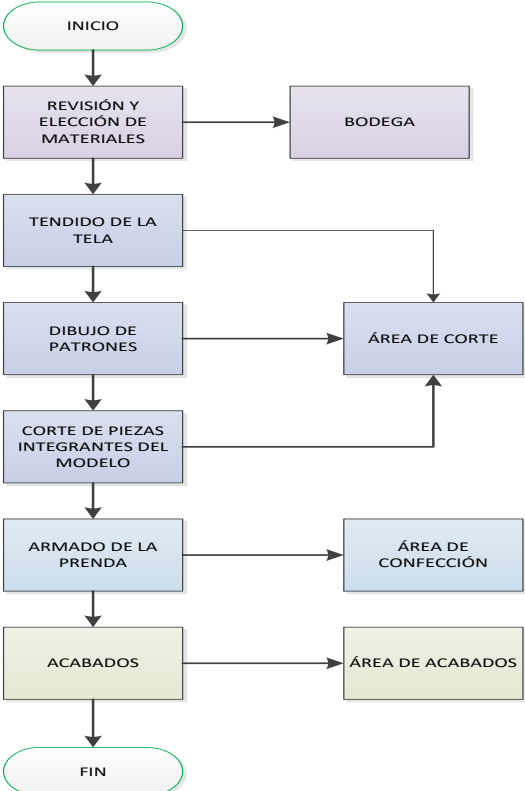 INICIO
REVISIÓN Y
ELECCIÓN DE
MATERIALES
BODEGA
TENDIDO DE LA
TELA
DIBUJO DE
PATRONES
ÁREA DE CORTE
CORTE DE PIEZAS
INTEGRANTES DEL
MODELO
ARMADO DE LA
PRENDA
ÁREA DE
CONFECCIÓN
ACABADOS
ÁREA DE ACABADOS
FIN